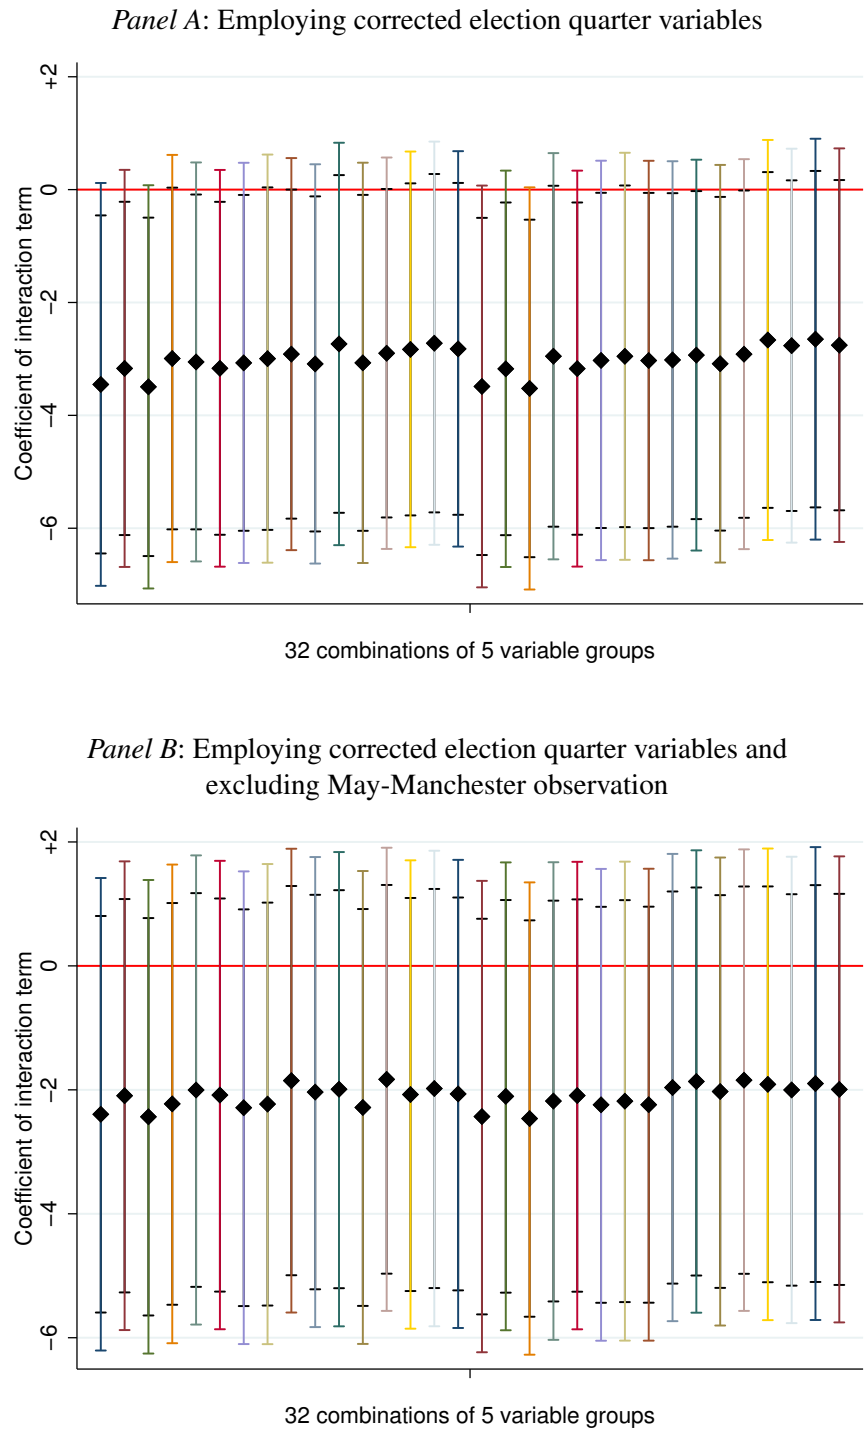 Panel A: Employing corrected election quarter variables
+2
0
−2
−4
−6
Coefficient of interaction term
32 combinations of 5 variable groups
Panel B: Employing corrected election quarter variables and
excluding May-Manchester observation
+2
0
−2
−4
−6
Coefficient of interaction term
32 combinations of 5 variable groups